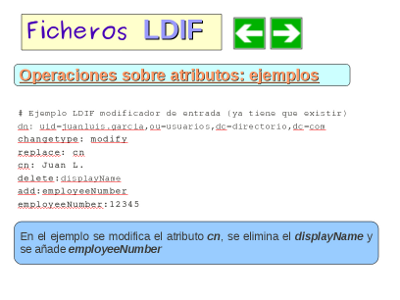 Ficheros LDIF
Operaciones sobre atributos: ejemplos
# Ejemplo LDIF modificador de entrada (ya tiene que existir)
dn: uid=juanluis.garcia,ou=usuarios,dc=directorio,dc=com
changetype: modify
replace: cn
cn: Juan L.
delete:displayName
add:employeeNumber
employeeNumber:12345
En el ejemplo se modifica el atributo cn, se elimina el displayName y
se añade employeeNumber